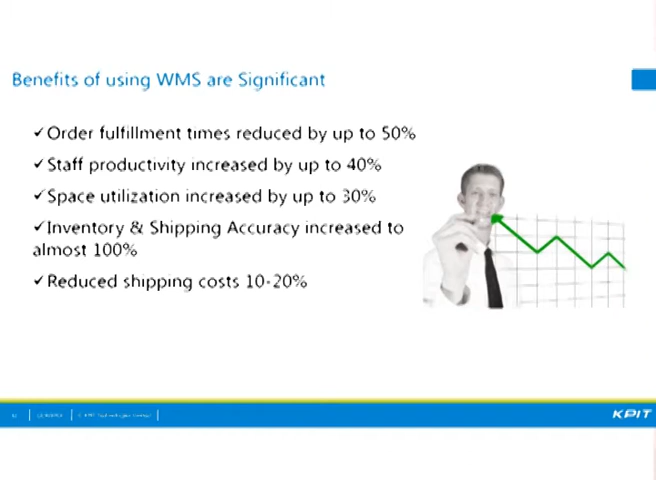 Benefits of using WMS are Significant
✓Order fulfillment times reduced by up to 50%
✓Staff productivity increased by up to 40%
✓Space utilization increased by up to 30%
✓Inventory & Shipping Accuracy increased to
almost 100%
✓Reduced shipping costs 10-20%
KPIT